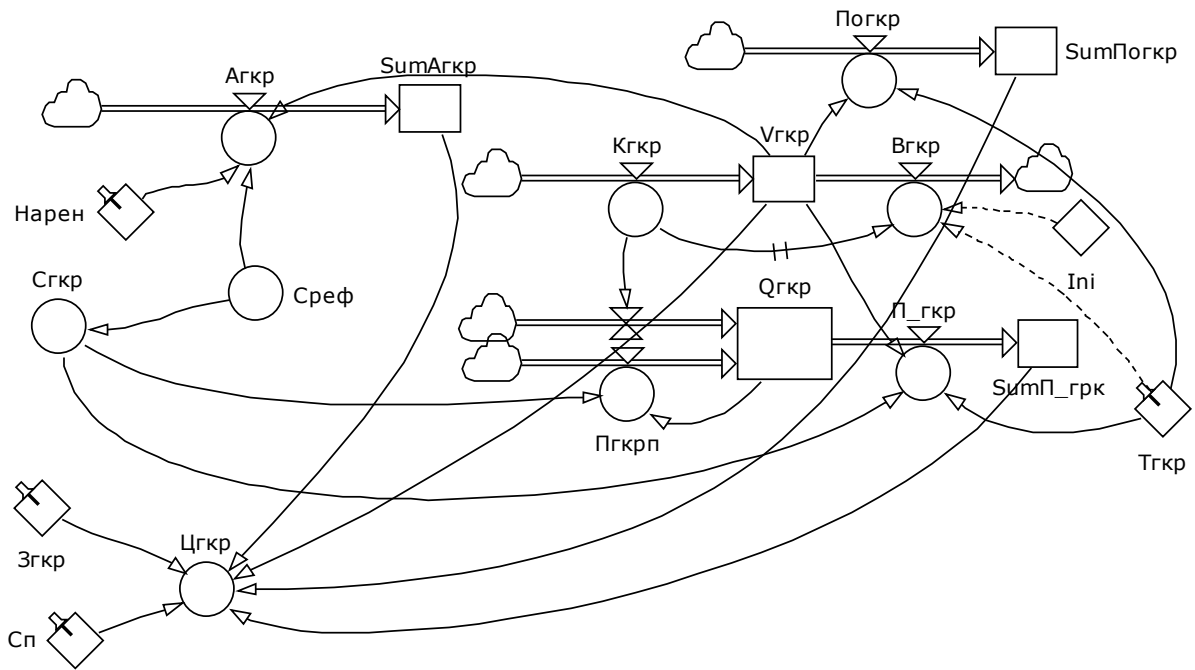 Погкр
SumПогкр
SumАгкр
Агкр
Vгкр
Кгкр
Вгкр
Нарен
Сгкр
Среф
Ini
Qгкр
П_гкр
SumП_грк
Пгкрп
Тгкр
Цгкр
Згкр
Сп